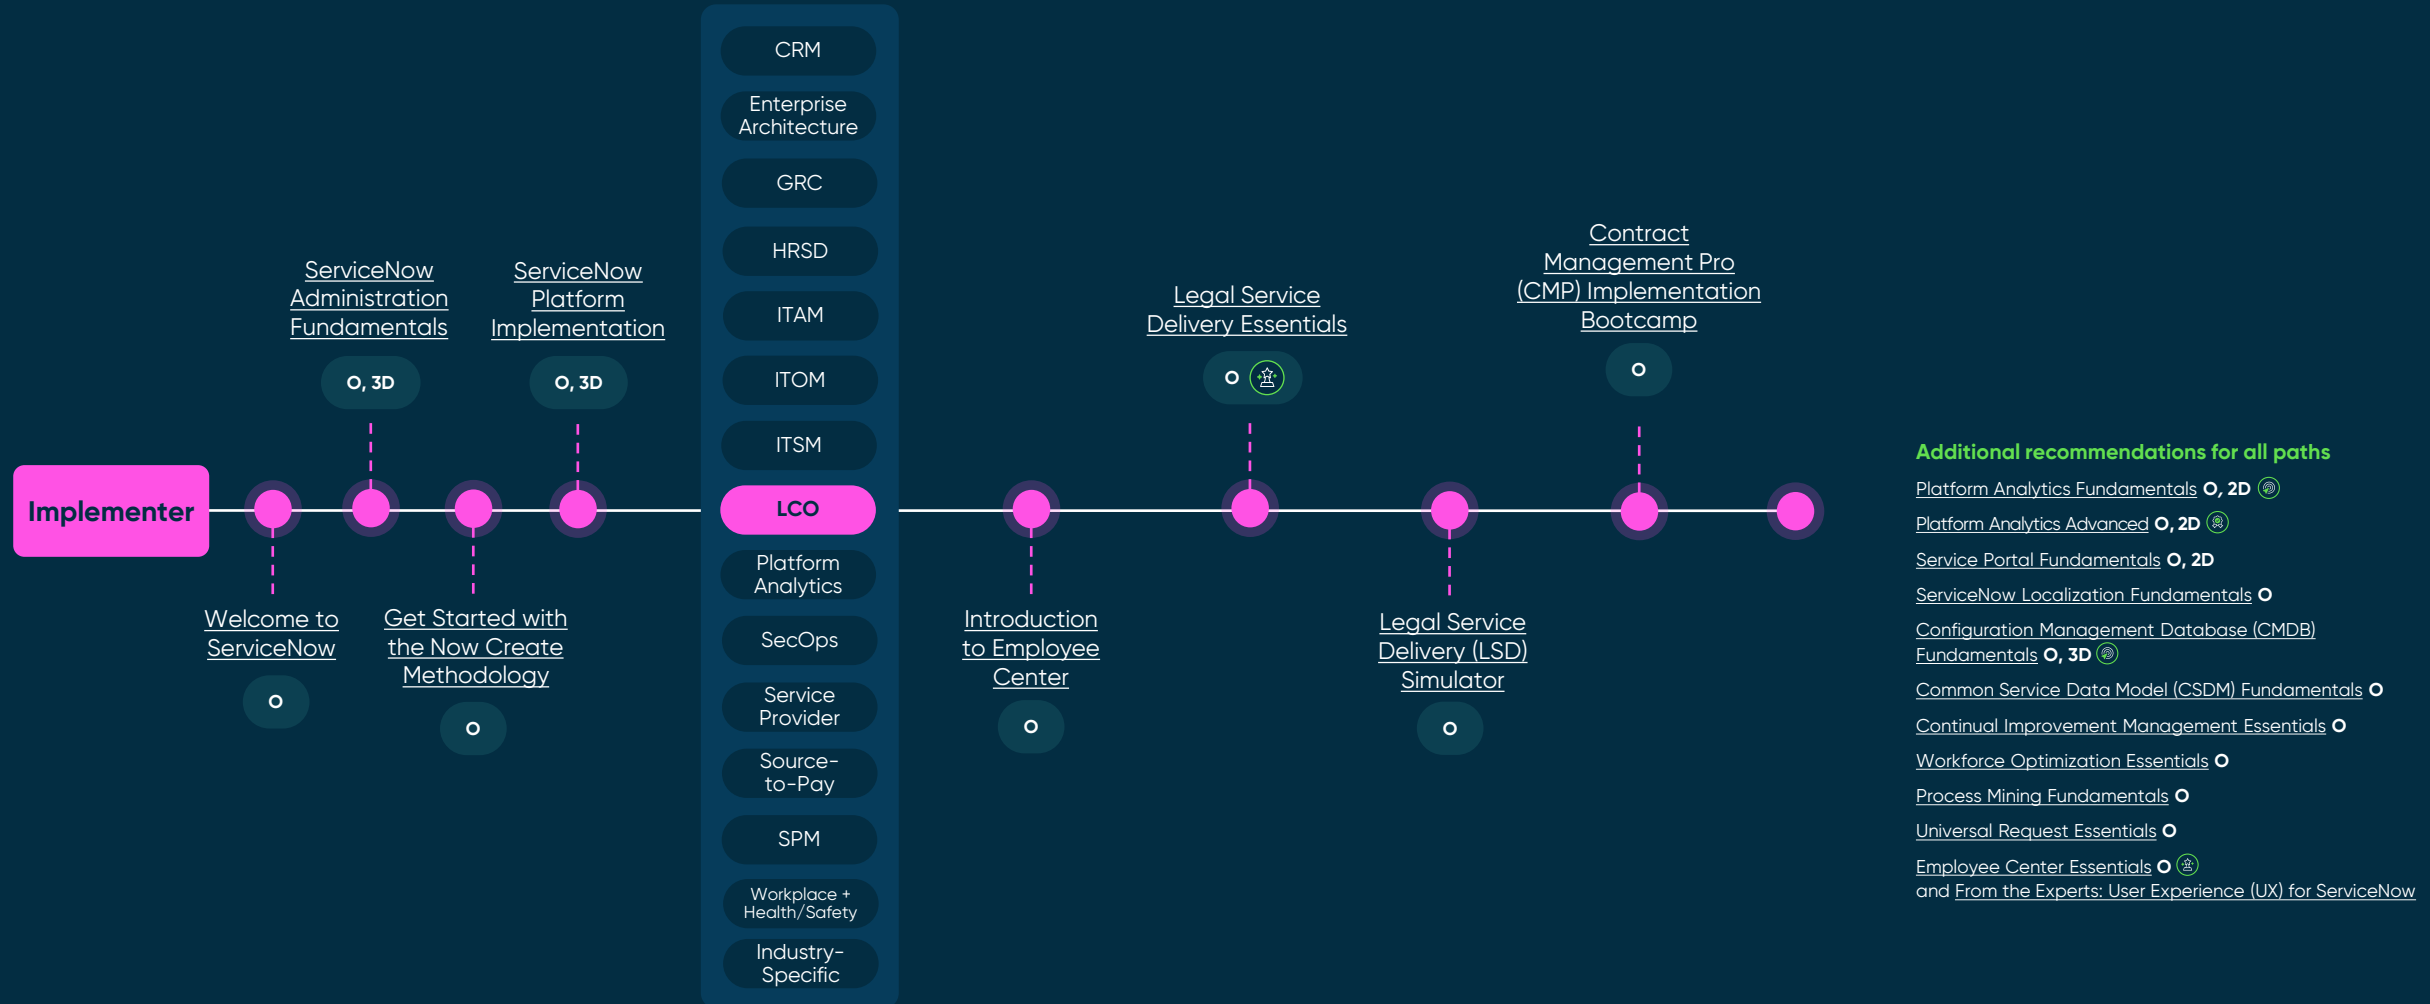 Implementer
Welcome to
ServiceNow
O
ServiceNow
Administration
Fundamentals
O, 3D
Get Started with
the Now Create
Methodology
O
ServiceNow
Platform
Implementation
O, 3D
CRM
Enterprise
Architecture
GRC
HRSD
ITAM
ITOM
ITSM
LCO
Platform
Analytics
SecOps
Service
Provider
Source-
to-Pay
SPM
Workplace +
Health/Safety
Industry-
Specific
Introduction
to Employee
Center
O
Legal Service
Delivery Essentials
O
Legal Service
Delivery (LSD)
Simulator
O
Contract
Management Pro
(CMP) Implementation
Bootcamp
O
Additional recommendations for all paths
Platform Analytics Fundamentals O, 2D
Platform Analytics Advanced O, 2D
Service Portal Fundamentals O, 2D
ServiceNow Localization Fundamentals O
Configuration Management Database (CMDB)
Fundamentals O, 3D
Common Service Data Model (CSDM) Fundamentals O
Continual Improvement Management Essentials O
Workforce Optimization Essentials O
Process Mining Fundamentals O
Universal Request Essentials O
Employee Center Essentials O
and From the Experts: User Experience (UX) for ServiceNow